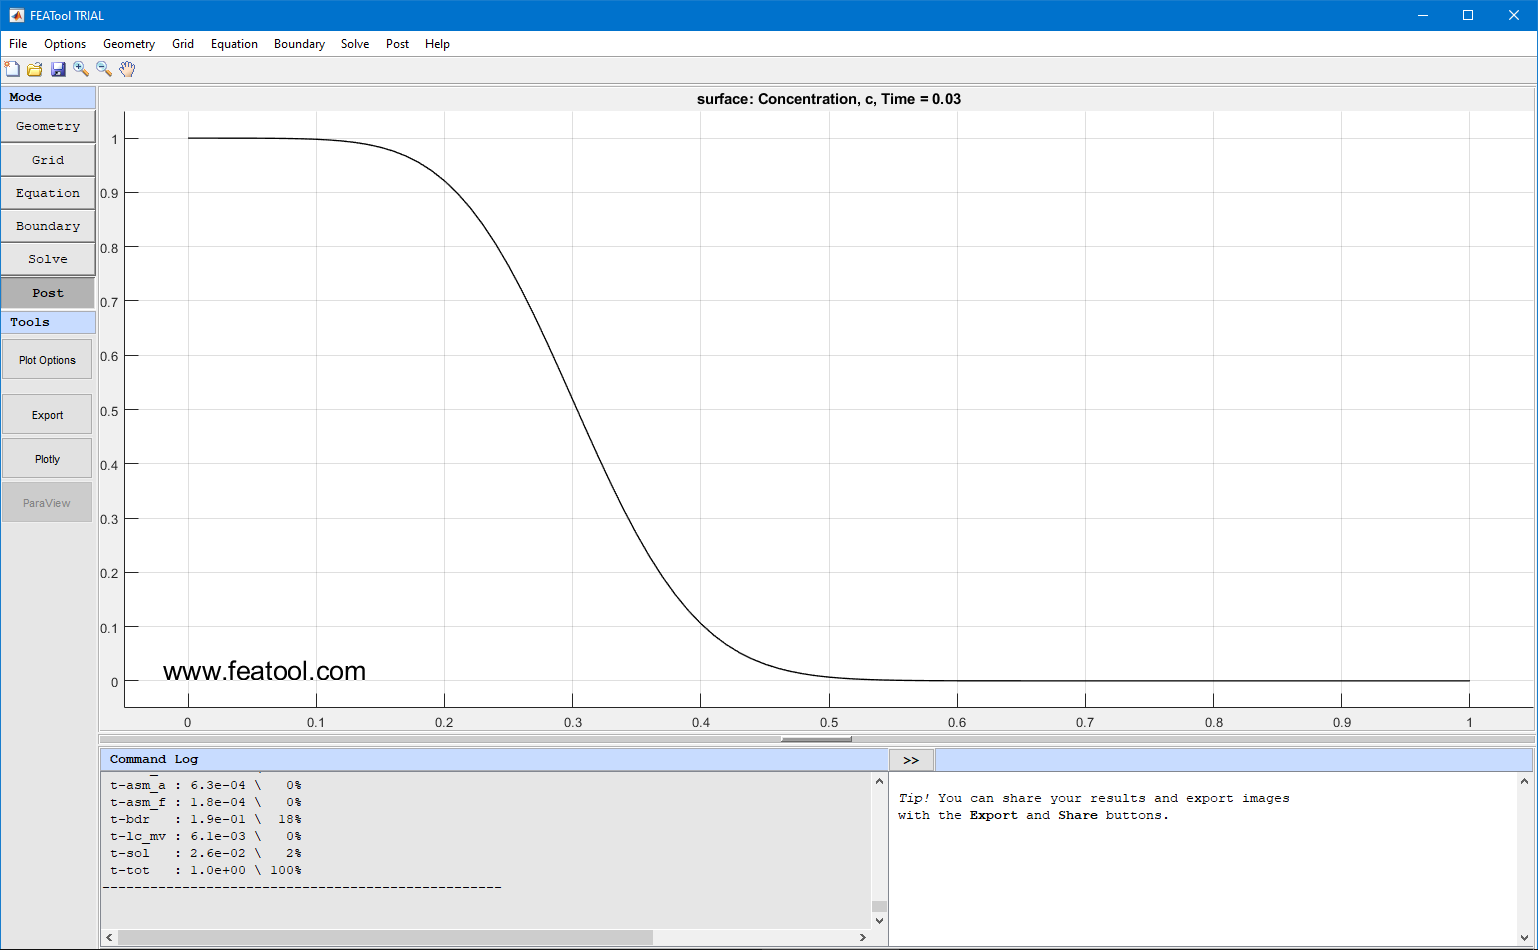 FEATool TRIAL
File Options Geometry Grid Equation Boundary Solve Post Help
Mode
Geometry
Grid
Equation
Boundary
Solve
Post
Tools
Plot Options
Export
Plotly
ParaView
surface: Concentration, c, Time = 0.03
1
0.9
0.8
0.7
0.6
0.5
0.4
0.3
0.2
0.1
0
www.featool.com
0 0.1 0.2 0.3 0.4 0.5 0.6 0.7 0.8 0.9 1
Command Log
t-asm_a : 6.3e-04 \ 0%
t-asm_f : 1.8e-04 \ 0%
t-bdr : 1.9e-01 \ 18%
t-lc_mv : 6.1e-03 \ 0%
t-sol : 2.6e-02 \ 2%
t-tot : 1.0e+00 \ 100%
--------------------------------------------------
>>
Tip! You can share your results and export images
with the Export and Share buttons.